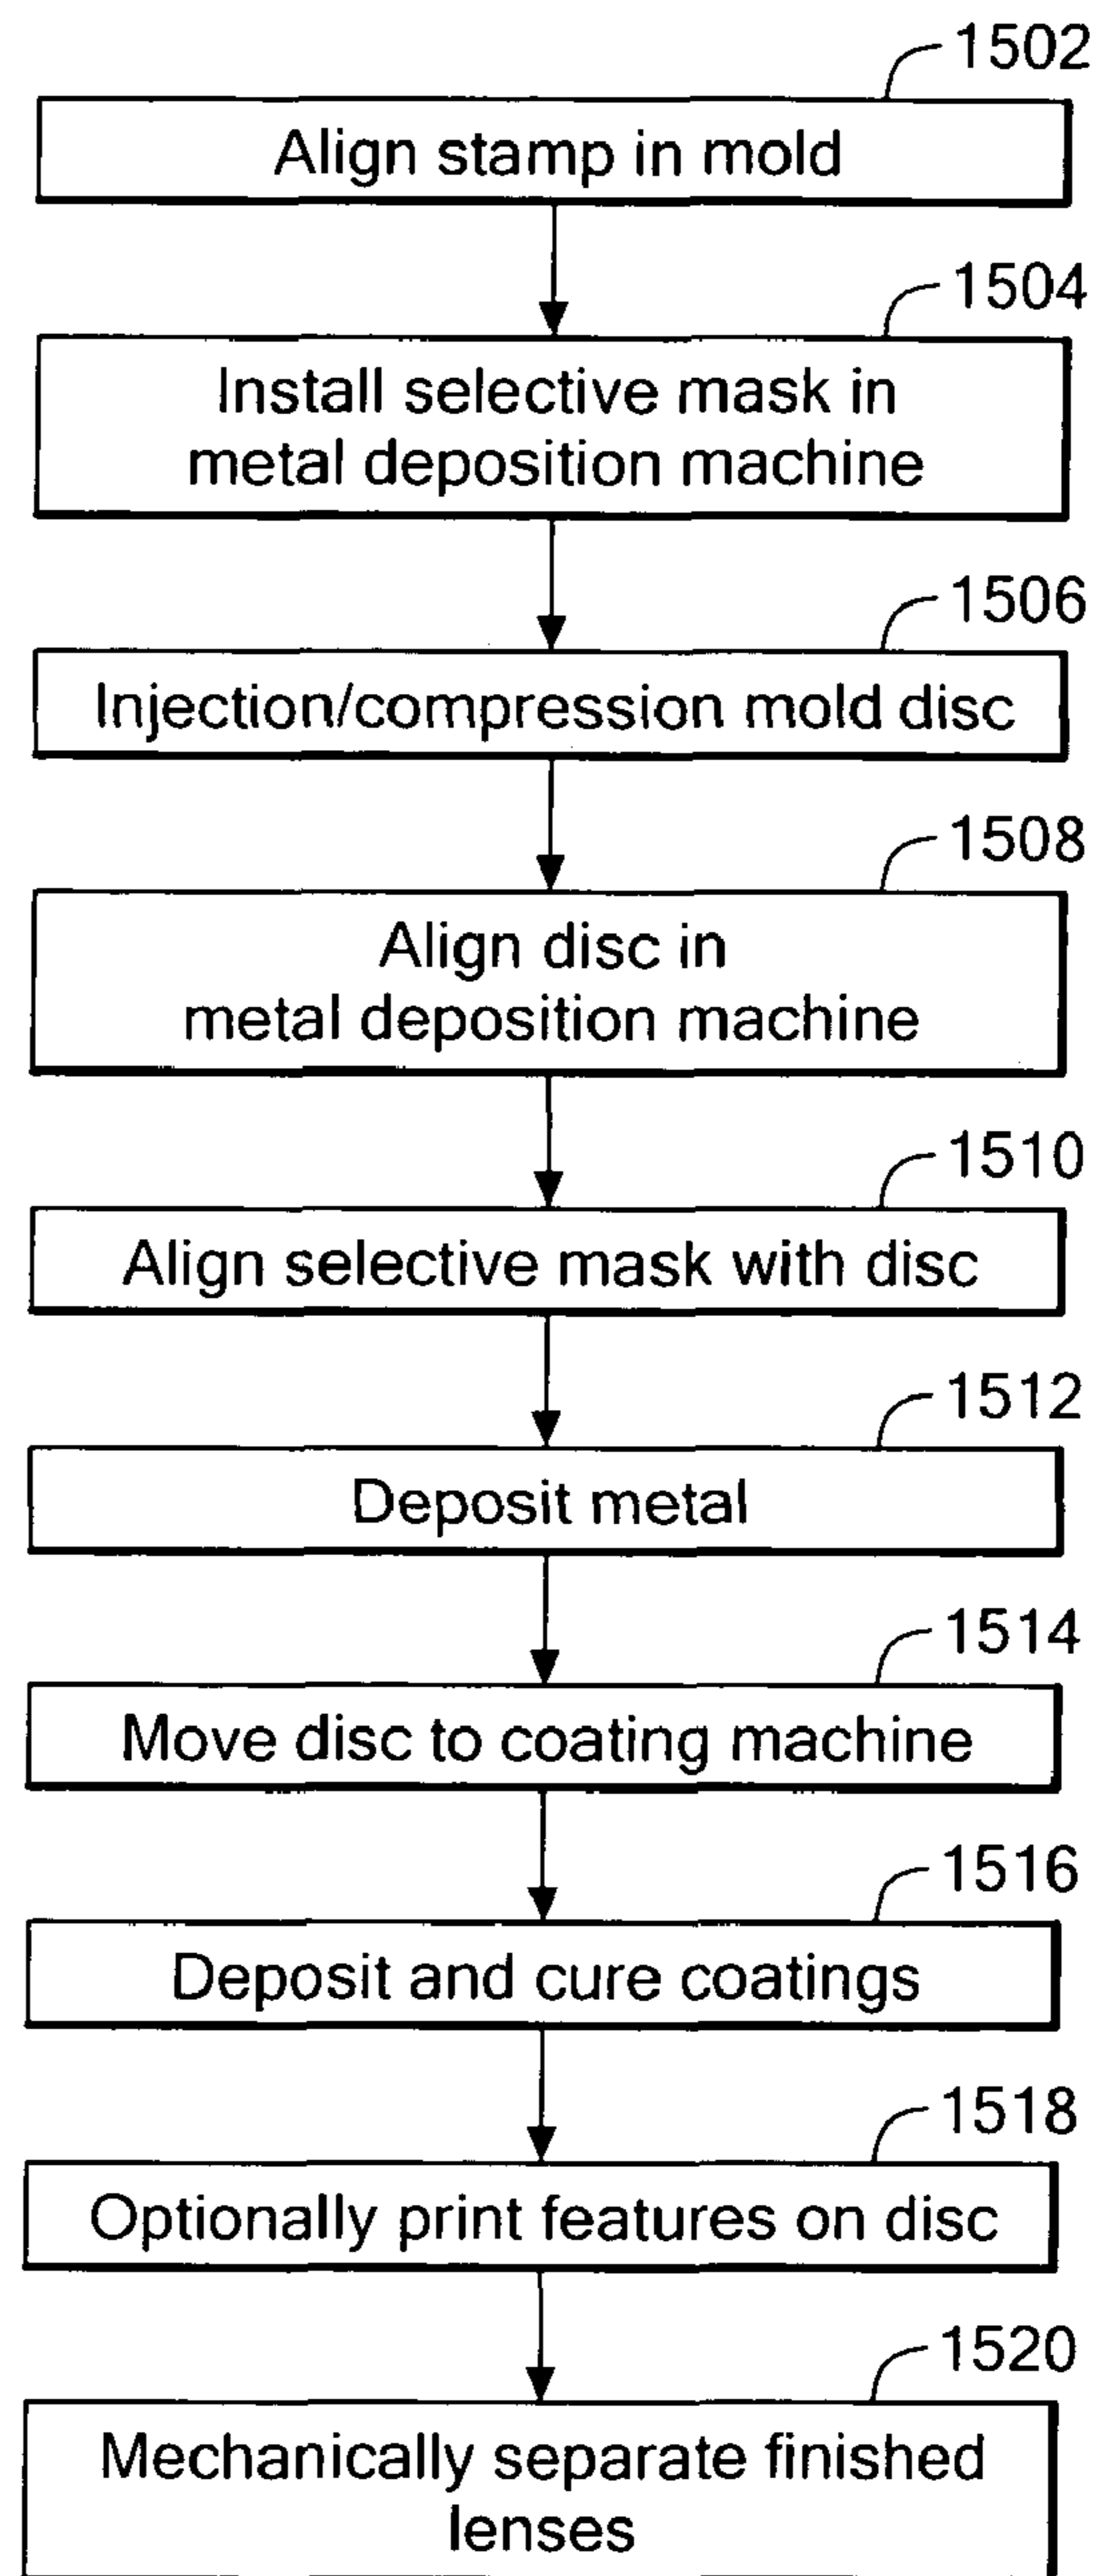 1502
Align stamp in mold
1504
Install selective mask in
metal deposition machine
1506
Injection/compression mold disc
1508
Align disc in
metal deposition machine
1510
Align selective mask with disc
1512
Deposit metal
1514
Move disc to coating machine
1516
Deposit and cure coatings
1518
Optionally print features on disc
1520
Mechanically separate finished
lenses